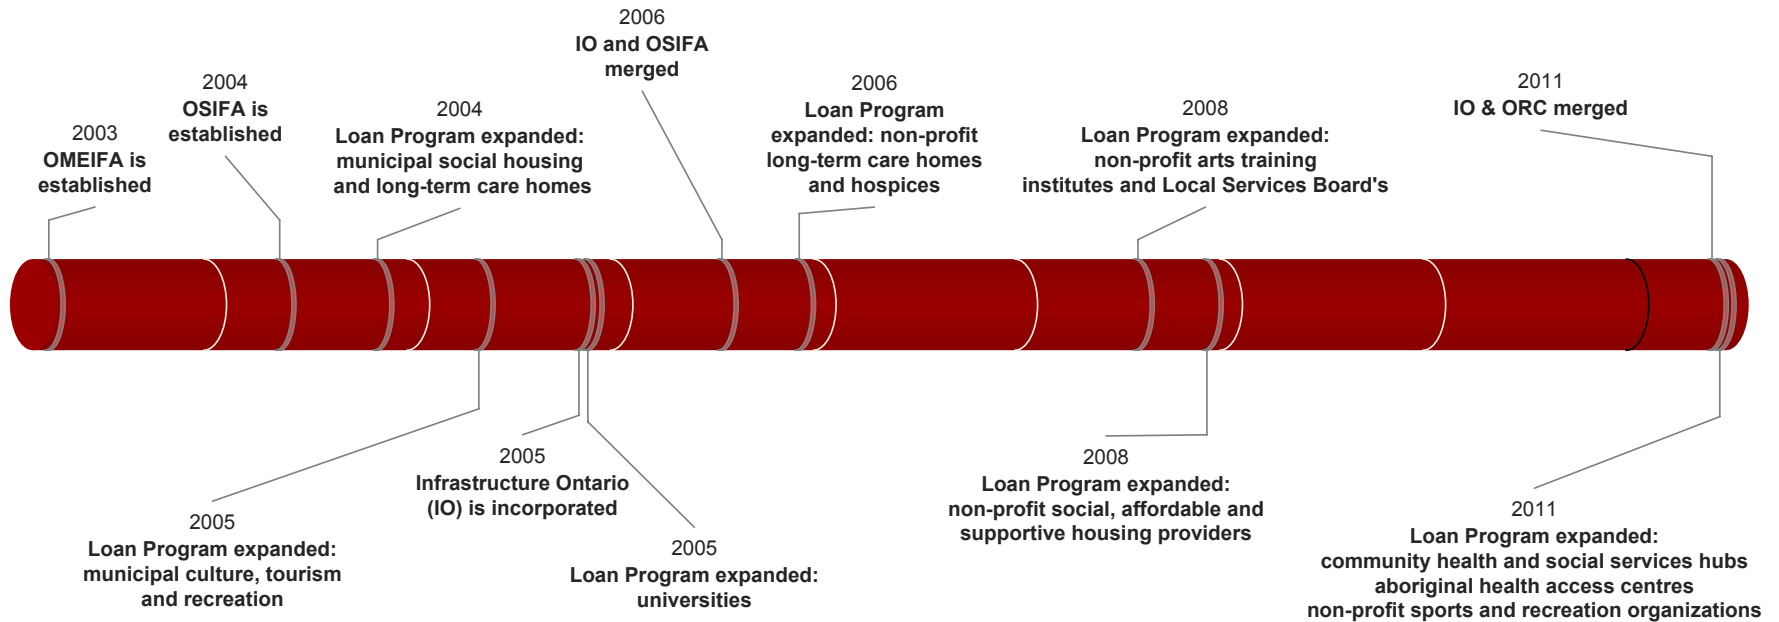 2003
OMEIFA is
established
2004
OSIFA is
established
2004
Loan Program expanded:
municipal social housing
and long-term care homes
2006
IO and OSIFA
merged
2006
Loan Program
expanded: non-profit
long-term care homes
and hospices
2008
Loan Program expanded:
non-profit arts training
institutes and Local Services Board's
2011
IO & ORC merged
2005
Loan Program expanded:
municipal culture, tourism
and recreation
2005
Infrastructure Ontario
(IO) is incorporated
2005
Loan Program expanded:
universities
2008
Loan Program expanded:
non-profit social, affordable and
supportive housing providers
2011
Loan Program expanded:
community health and social services hubs
aboriginal health access centres
non-profit sports and recreation organizations